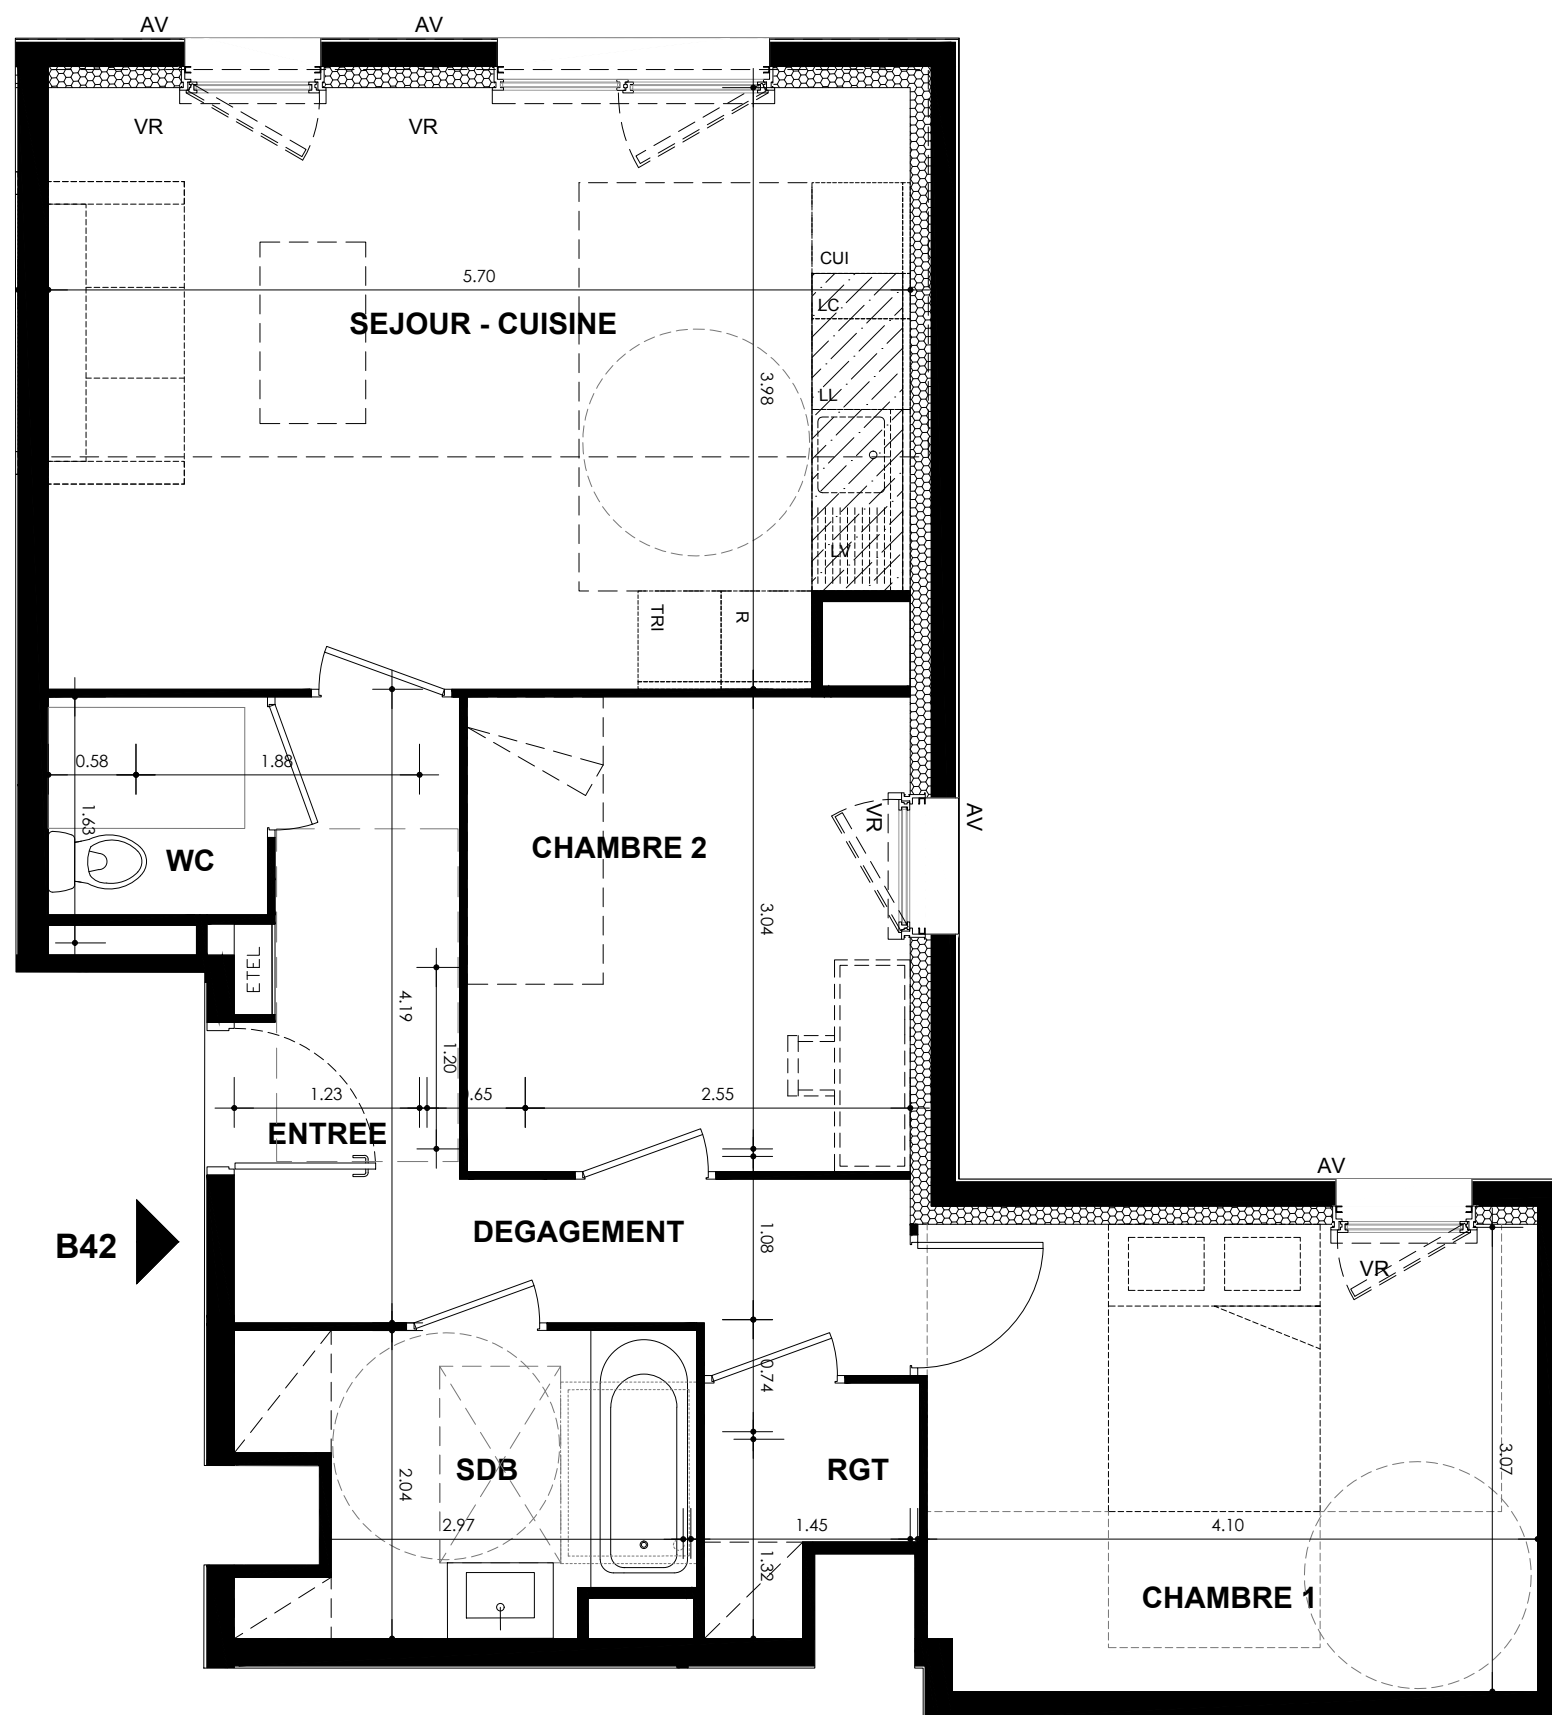 AV
AV
VR
VR
CUI
5.70
LC
SEJOUR - CUISINE
3.98
LL
LV
TRI
R
0.58
1.88
1.63
VR
AV
CHAMBRE 2
WC
3.04
ETEL
4.19
1.20
1.23
.65
2.55
ENTREE
AV
DEGAGEMENT
1.08
B42
VR
0.74
SDB
RGT
3.07
2.04
2.97
1.45
4.10
1.32
CHAMBRE 1